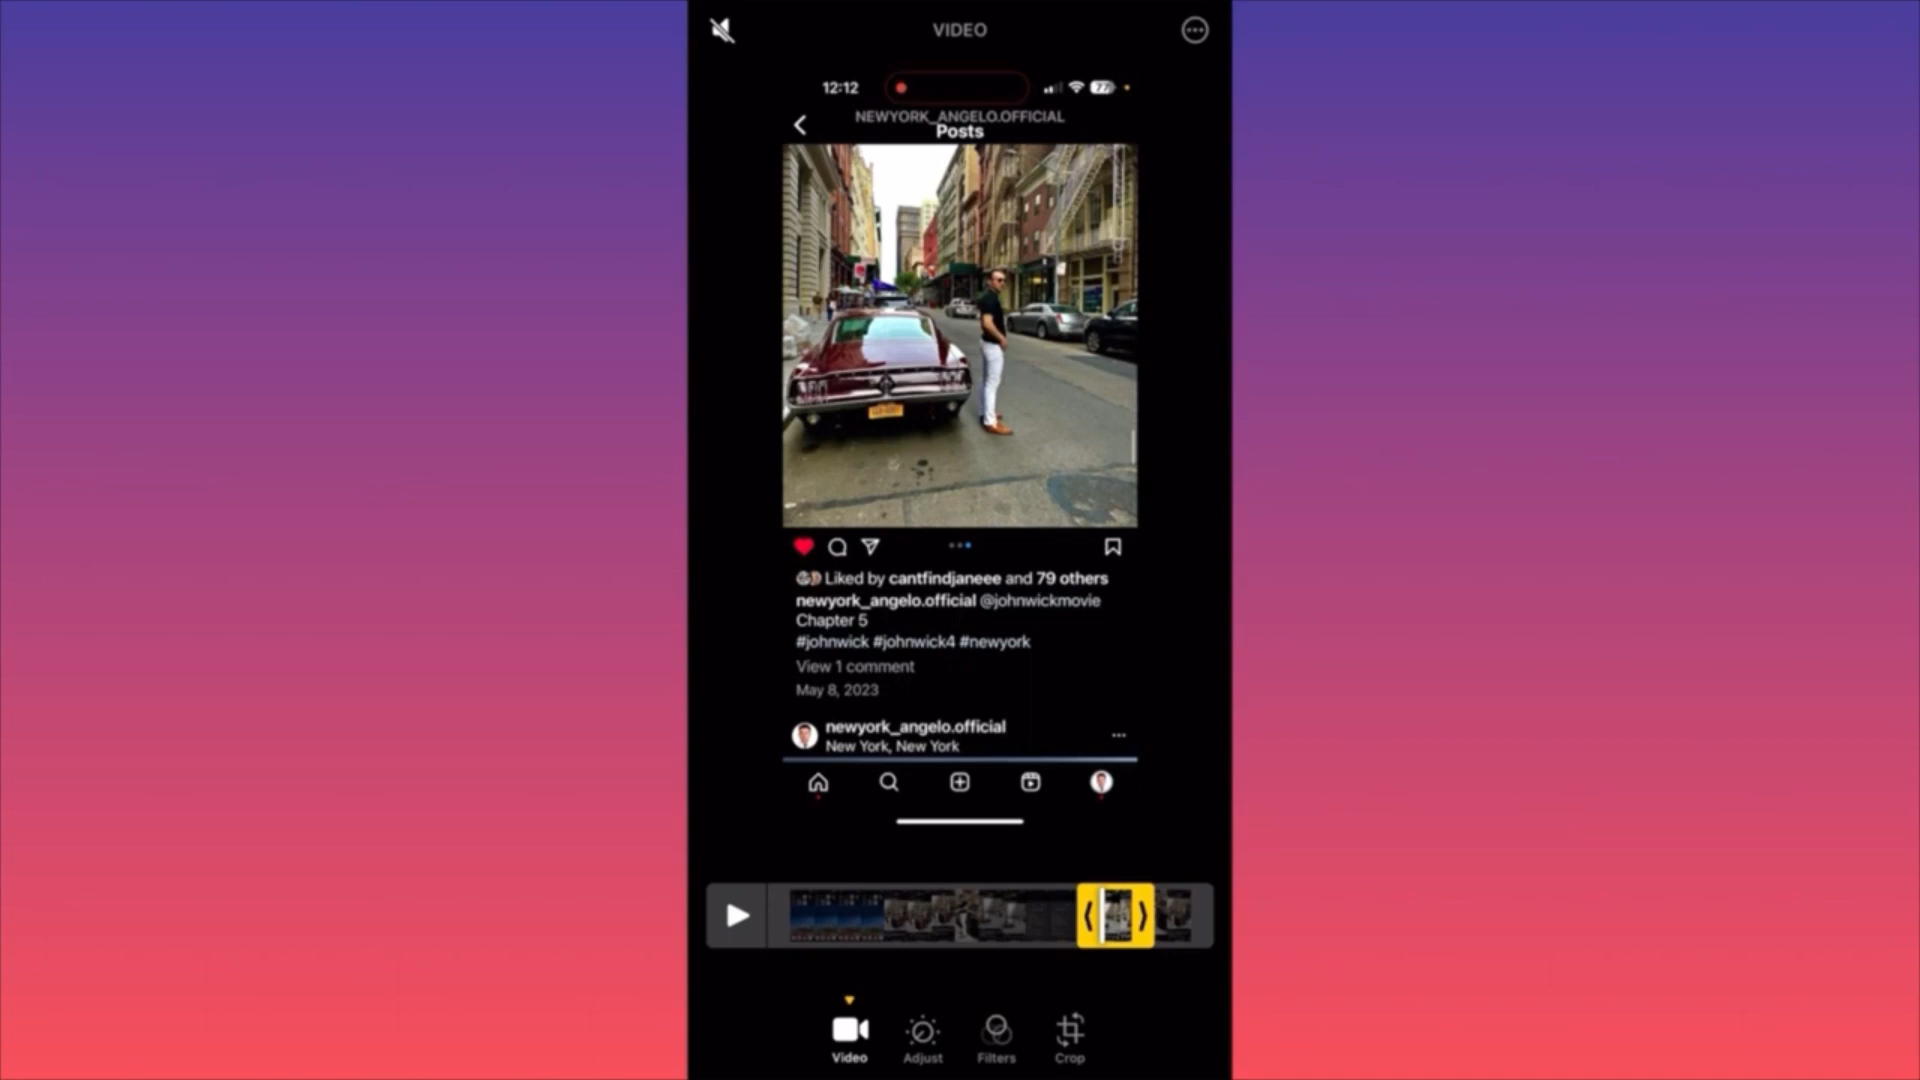 VIDEO
12:12
77
NEWYORK_ANGELO.OFFICIAL
Posts
Liked by cantfindjaneee and 79 others
newyork_angelo.official @johnwickmovie
Chapter 5
#johnwick #johnwick4 #newyork
View 1 comment
May 8, 2023
newyork_angelo.official
New York, New York
Video Adjust Filters Crop